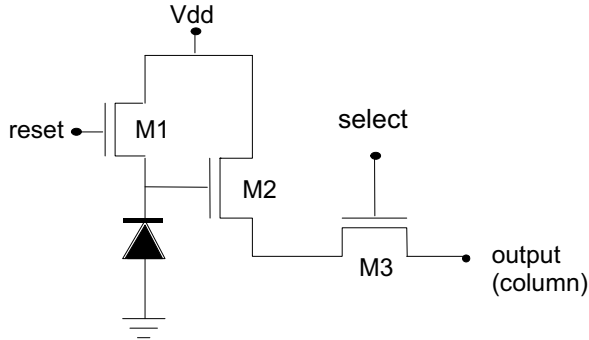 Vdd
reset
M1
select
M2
M3
output
(column)